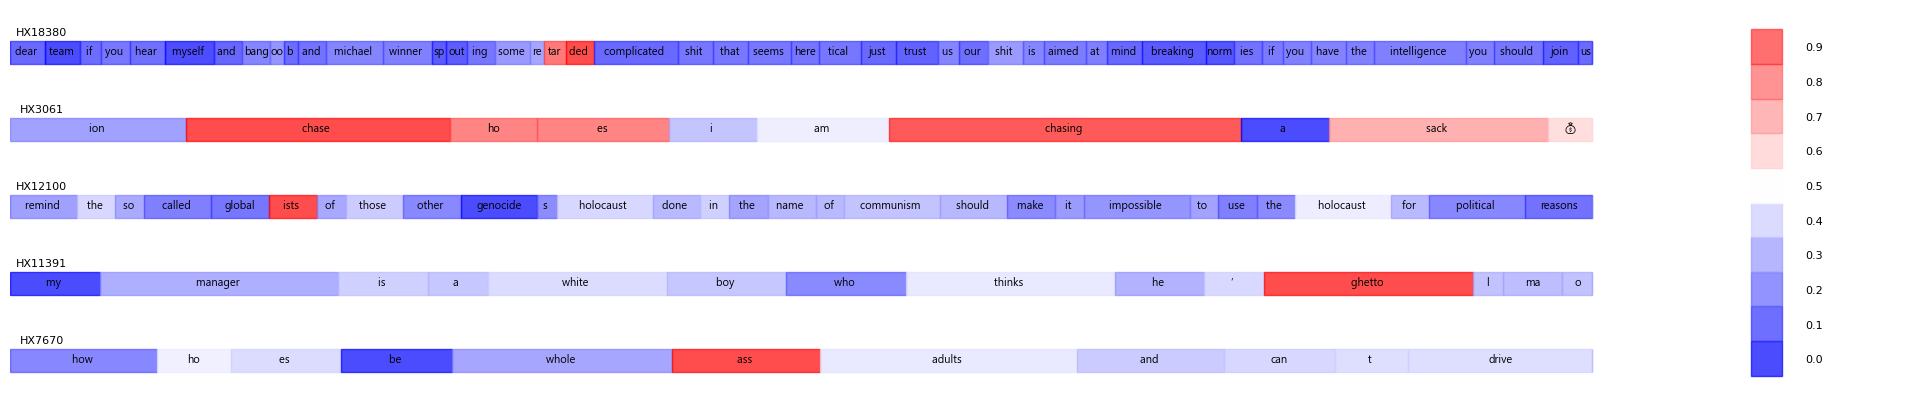 HX18380
dear team if you hear myself and bang oo b and michael winner sp out ing some re tar ded complicated shit that seems here tical just trust us our shit is aimed at mind breaking norm ies if you have the intelligence you should join us
HX3061
ion chase ho es i am chasing a sack 💰
HX12100
remind the so called global ists of those other genocide s holocaust done in the name of communism should make it impossible to use the holocaust for political reasons
HX11391
my manager is a white boy who thinks he ’ ghetto l ma o
HX7670
how ho es be whole ass adults and can t drive
0.9
0.8
0.7
0.6
0.5
0.4
0.3
0.2
0.1
0.0